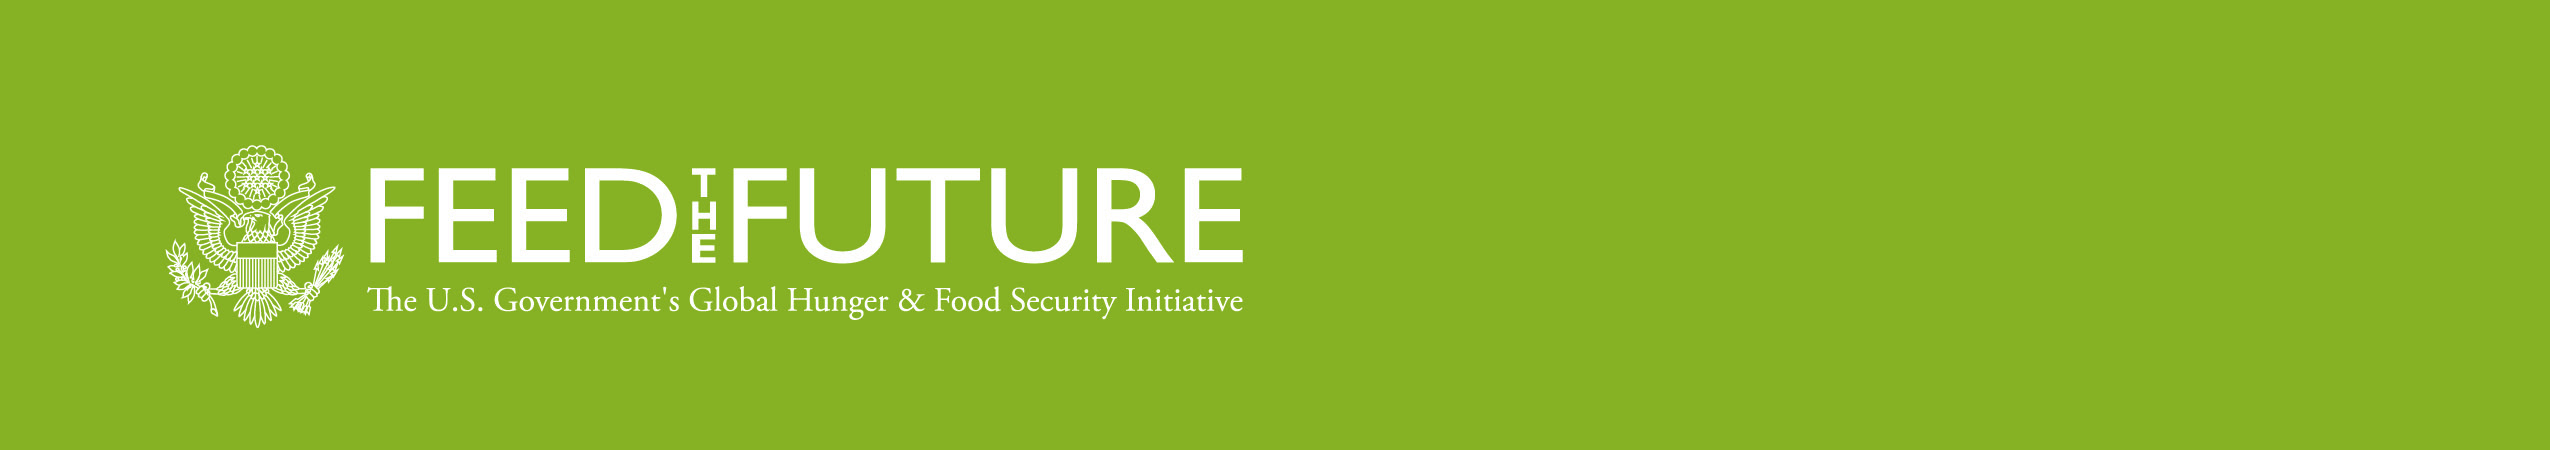 FEED THE FUTURE
The U.S. Government's Global Hunger & Food Security Initiative